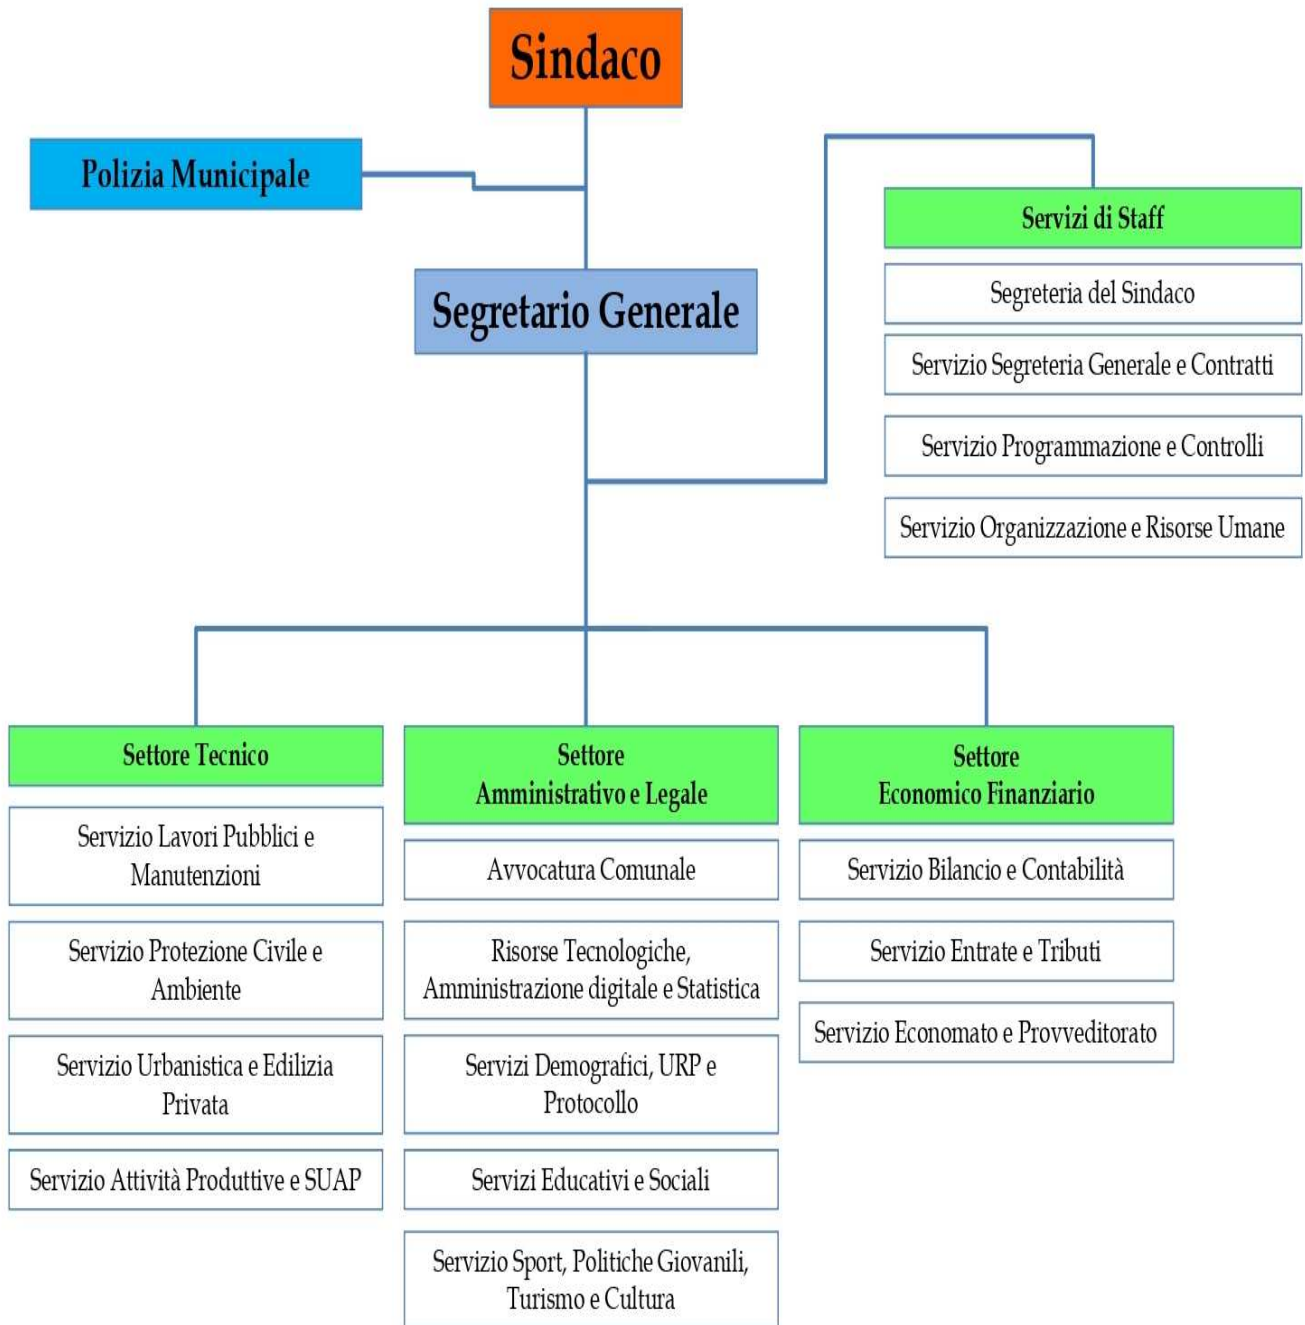 Sindaco
Polizia Municipale
Segretario Generale
Servizi di Staff
Segreteria del Sindaco
Servizio Segreteria Generale e Contratti
Servizio Programmazione e Controlli
Servizio Organizzazione e Risorse Umane
Settore Tecnico
Servizio Lavori Pubblici e
Manutenzioni
Servizio Protezione Civile e
Ambiente
Servizio Urbanistica e Edilizia
Privata
Servizio Attività Produttive e SUAP
Settore
Amministrativo e Legale
Avvocatura Comunale
Risorse Tecnologiche,
Amministrazione digitale e Statistica
Servizi Demografici, URP e
Protocollo
Servizi Educativi e Sociali
Servizio Sport, Politiche Giovanili,
Turismo e Cultura
Settore
Economico Finanziario
Servizio Bilancio e Contabilità
Servizio Entrate e Tributi
Servizio Economato e Provveditorato